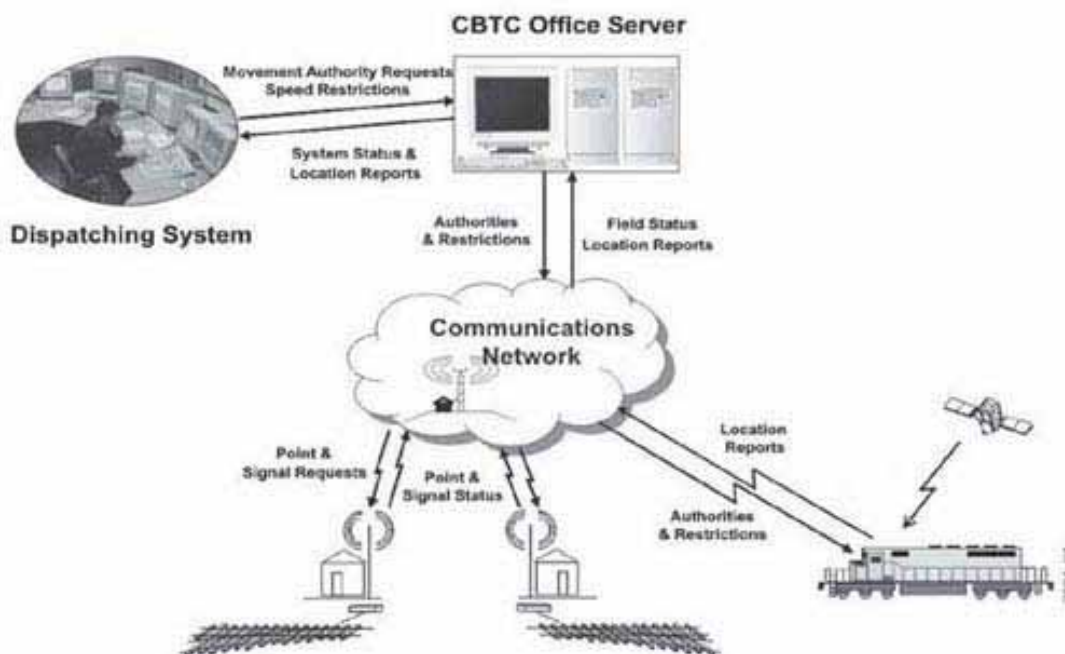 CBTC Office Server
Movement Authority Requests
Speed Restrictions
System Status &
Location Reports
Dispatching System
Authorities
& Restrictions
Field Status
Location Reports
Communications
Network
Point &
Signal Requests
Point &
Signal Status
Location
Reports
Authorities
& Restrictions